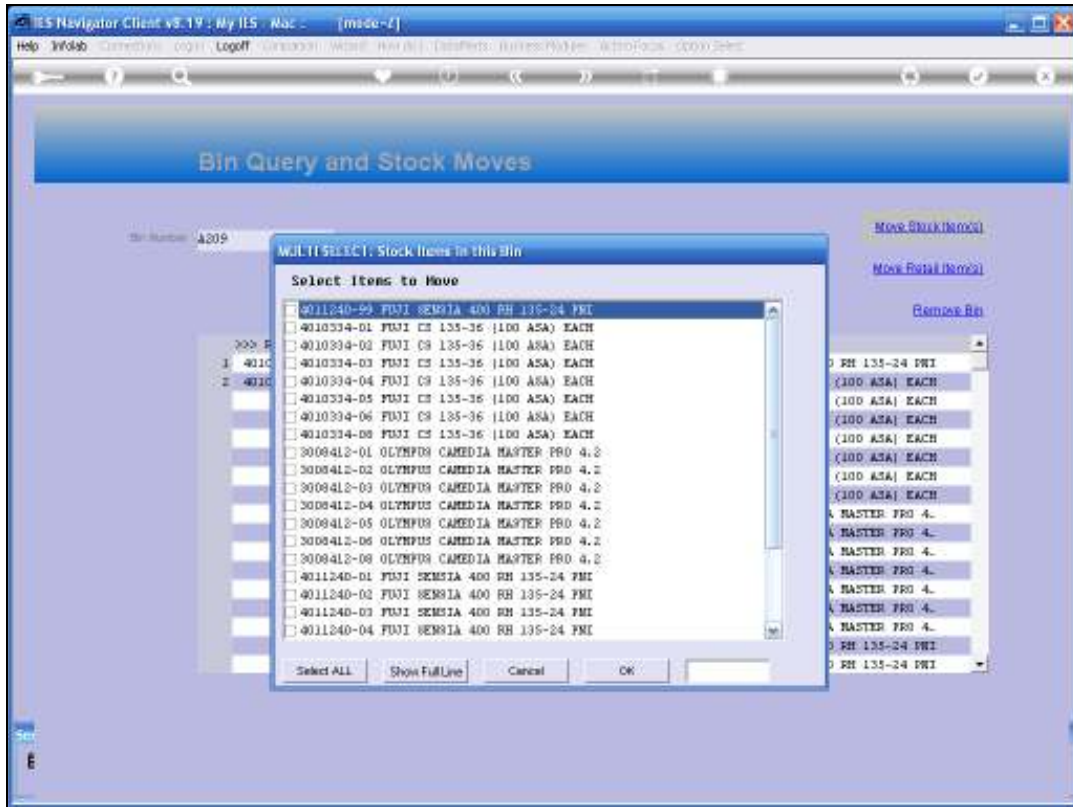 IES Navigator Client v8.19 : My IES - Mac : [mode-Z]
Help Infolab Logoff
Bin Query and Stock Moves
Bin Number A209
Move Stock Item(s)
Move Retail Item(s)
Remove Bin
MULTI SELECT: Stock Items in this Bin
Select Items to Move
4011240-99 FUJI SENSIA 400 RH 135-24 PNI
4010334-01 FUJI CS 135-36 (100 ASA) EACH
4010334-02 FUJI CS 135-36 (100 ASA) EACH
4010334-03 FUJI CS 135-36 (100 ASA) EACH
4010334-04 FUJI CS 135-36 (100 ASA) EACH
4010334-05 FUJI CS 135-36 (100 ASA) EACH
4010334-06 FUJI CS 135-36 (100 ASA) EACH
4010334-08 FUJI CS 135-36 (100 ASA) EACH
3008412-01 OLYMPUS CAMEDIA MASTER PRO 4.2
3008412-02 OLYMPUS CAMEDIA MASTER PRO 4.2
3008412-03 OLYMPUS CAMEDIA MASTER PRO 4.2
3008412-04 OLYMPUS CAMEDIA MASTER PRO 4.2
3008412-05 OLYMPUS CAMEDIA MASTER PRO 4.2
3008412-06 OLYMPUS CAMEDIA MASTER PRO 4.2
3008412-08 OLYMPUS CAMEDIA MASTER PRO 4.2
4011240-01 FUJI SENSIA 400 RH 135-24 PNI
4011240-02 FUJI SENSIA 400 RH 135-24 PNI
4011240-03 FUJI SENSIA 400 RH 135-24 PNI
4011240-04 FUJI SENSIA 400 RH 135-24 PNI
Select ALL Show Full Line Cancel OK
>>>
1 4010
2 4010
RH 135-24 PNI
(100 ASA) EACH
(100 ASA) EACH
(100 ASA) EACH
(100 ASA) EACH
(100 ASA) EACH
(100 ASA) EACH
(100 ASA) EACH
MASTER PRO 4.
MASTER PRO 4.
MASTER PRO 4.
MASTER PRO 4.
MASTER PRO 4.
MASTER PRO 4.
MASTER PRO 4.
RH 135-24 PNI
RH 135-24 PNI